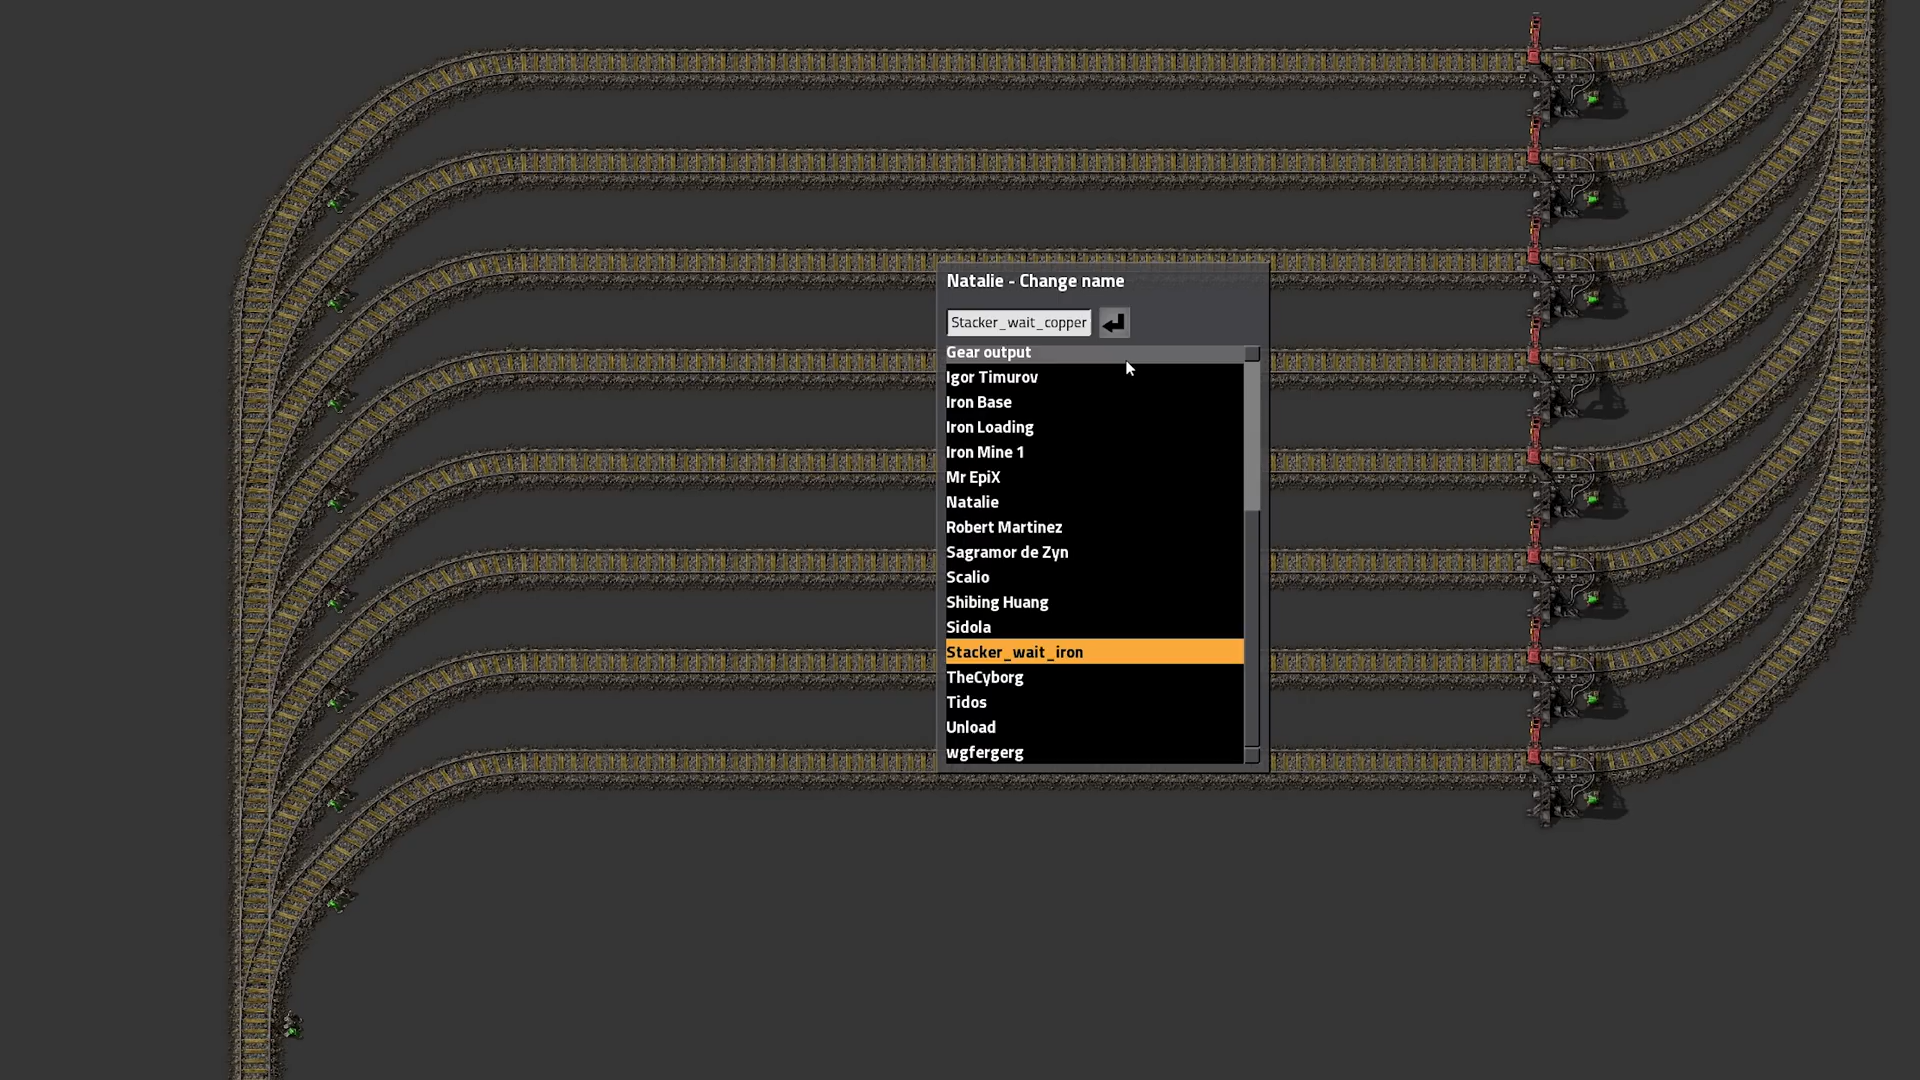 Natalie - Change name
Stacker_wait_copper
Gear output
Igor Timurov
Iron Base
Iron Loading
Iron Mine 1
Mr EpiX
Natalie
Robert Martinez
Sagramor de Zyn
Scalio
Shibing Huang
Sidola
Stacker_wait_iron
TheCyborg
Tidos
Unload
wgfergerg